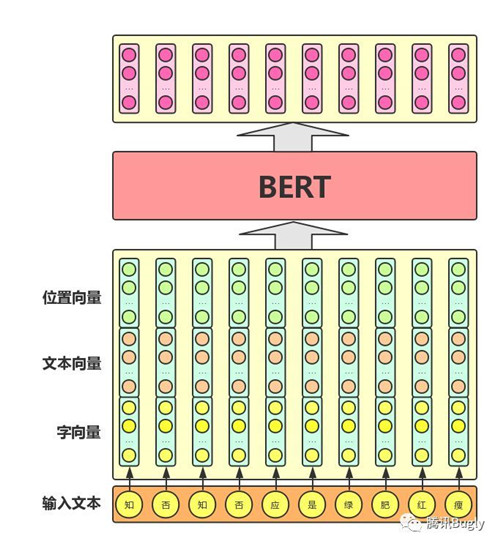 BERT
位置向量
文本向量
字向量
输入文本 知 否 知 否 应 是 绿 肥 红 瘦
腾讯Bugly